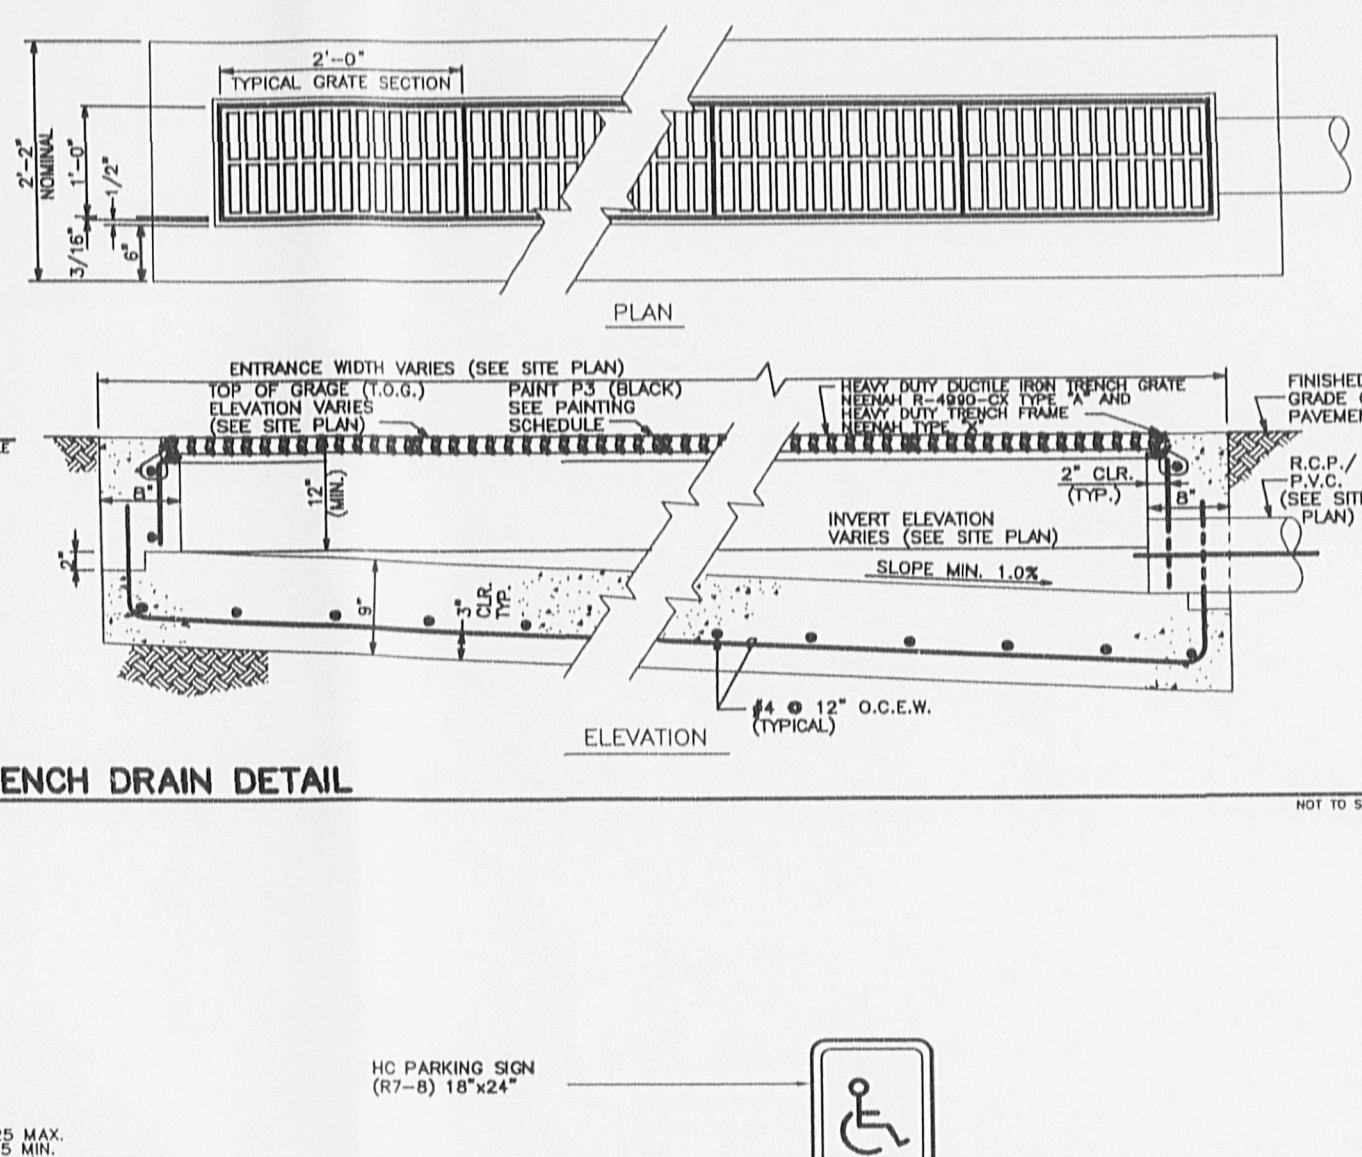 2'-0"
TYPICAL GRATE SECTION
2'-2"
NOMINAL
1'-0"
1/2"
3/16"
6"
PLAN
ENTRANCE WIDTH VARIES (SEE SITE PLAN)
TOP OF GRAGE (T.O.G.)
ELEVATION VARIES
(SEE SITE PLAN)
PAINT P3 (BLACK)
SEE PAINTING
SCHEDULE
HEAVY DUTY DUCTILE IRON TRENCH GRATE
NEENAH R-4990-CX TYPE "A" AND
HEAVY DUTY TRENCH FRAME
NEENAH TYPE "X"
FINISHED
GRADE
PAVEME
8"
12"
(MIN.)
2" CLR.
(TYP.)
8"
R.C.P./
P.V.C.
(SEE SIT
PLAN)
INVERT ELEVATION
VARIES (SEE SITE PLAN)
SLOPE MIN. 1.0%
2"
9"
3"
CLR.
TYP.
#4 @ 12" O.C.E.W.
(TYPICAL)
ELEVATION
ENCH DRAIN DETAIL
NOT TO S
HC PARKING SIGN
(R7-8) 18"x24"
25 MAX.
5 MIN.